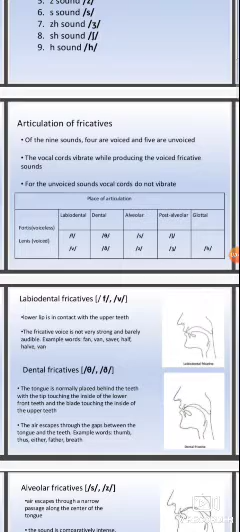 5. z sound /z/
6. s sound /s/
7. zh sound /ʒ/
8. sh sound /ʃ/
9. h sound /h/
Articulation of fricatives
• Of the nine sounds, four are voiced and five are unvoiced
• The vocal cords vibrate while producing the voiced fricative
sounds
• For the unvoiced sounds vocal cords do not vibrate
Place of articulation
Labiodental Dental Alveolar Post-alveolar Glottal
Fortis(voiceless) /f/ /θ/ /s/ /ʃ/
Lenis (voiced) /v/ /ð/ /z/ /ʒ/ /h/
Labiodental fricatives [/ f/, /v/]
•lower lip is in contact with the upper teeth
•The fricative voice is not very strong and barely
audible. Example words: fan, van, saver, half,
halve, van
Labiodental fricative
Dental fricatives [/θ/, /ð/]
• The tongue is normally placed behind the teeth
with the tip touching the inside of the lower
front teeth and the blade touching the inside of
the upper teeth
• The air escapes through the gaps between the
tongue and the teeth. Example words: thumb,
thus, either, father, breath
Dental fricative
Alveolar fricatives [/s/, /z/]
•air escapes through a narrow
passage along the center of the
tongue
• the sound is comparatively intense.